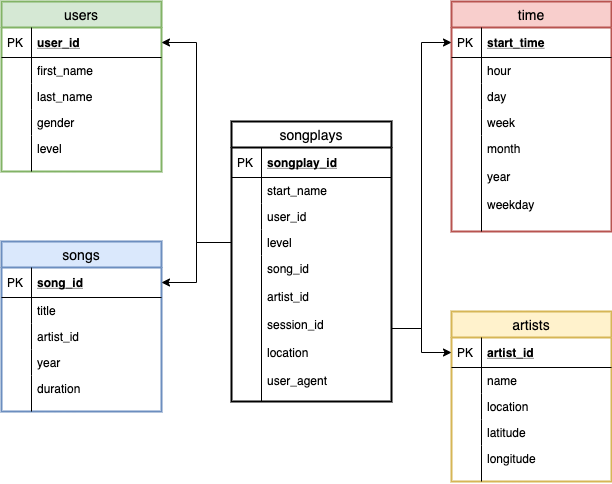 users
PK user_id
first_name
last_name
gender
level
songs
PK song_id
title
artist_id
year
duration
songplays
PK songplay_id
start_name
user_id
level
song_id
artist_id
session_id
location
user_agent
time
PK start_time
hour
day
week
month
year
weekday
artists
PK artist_id
name
location
latitude
longitude